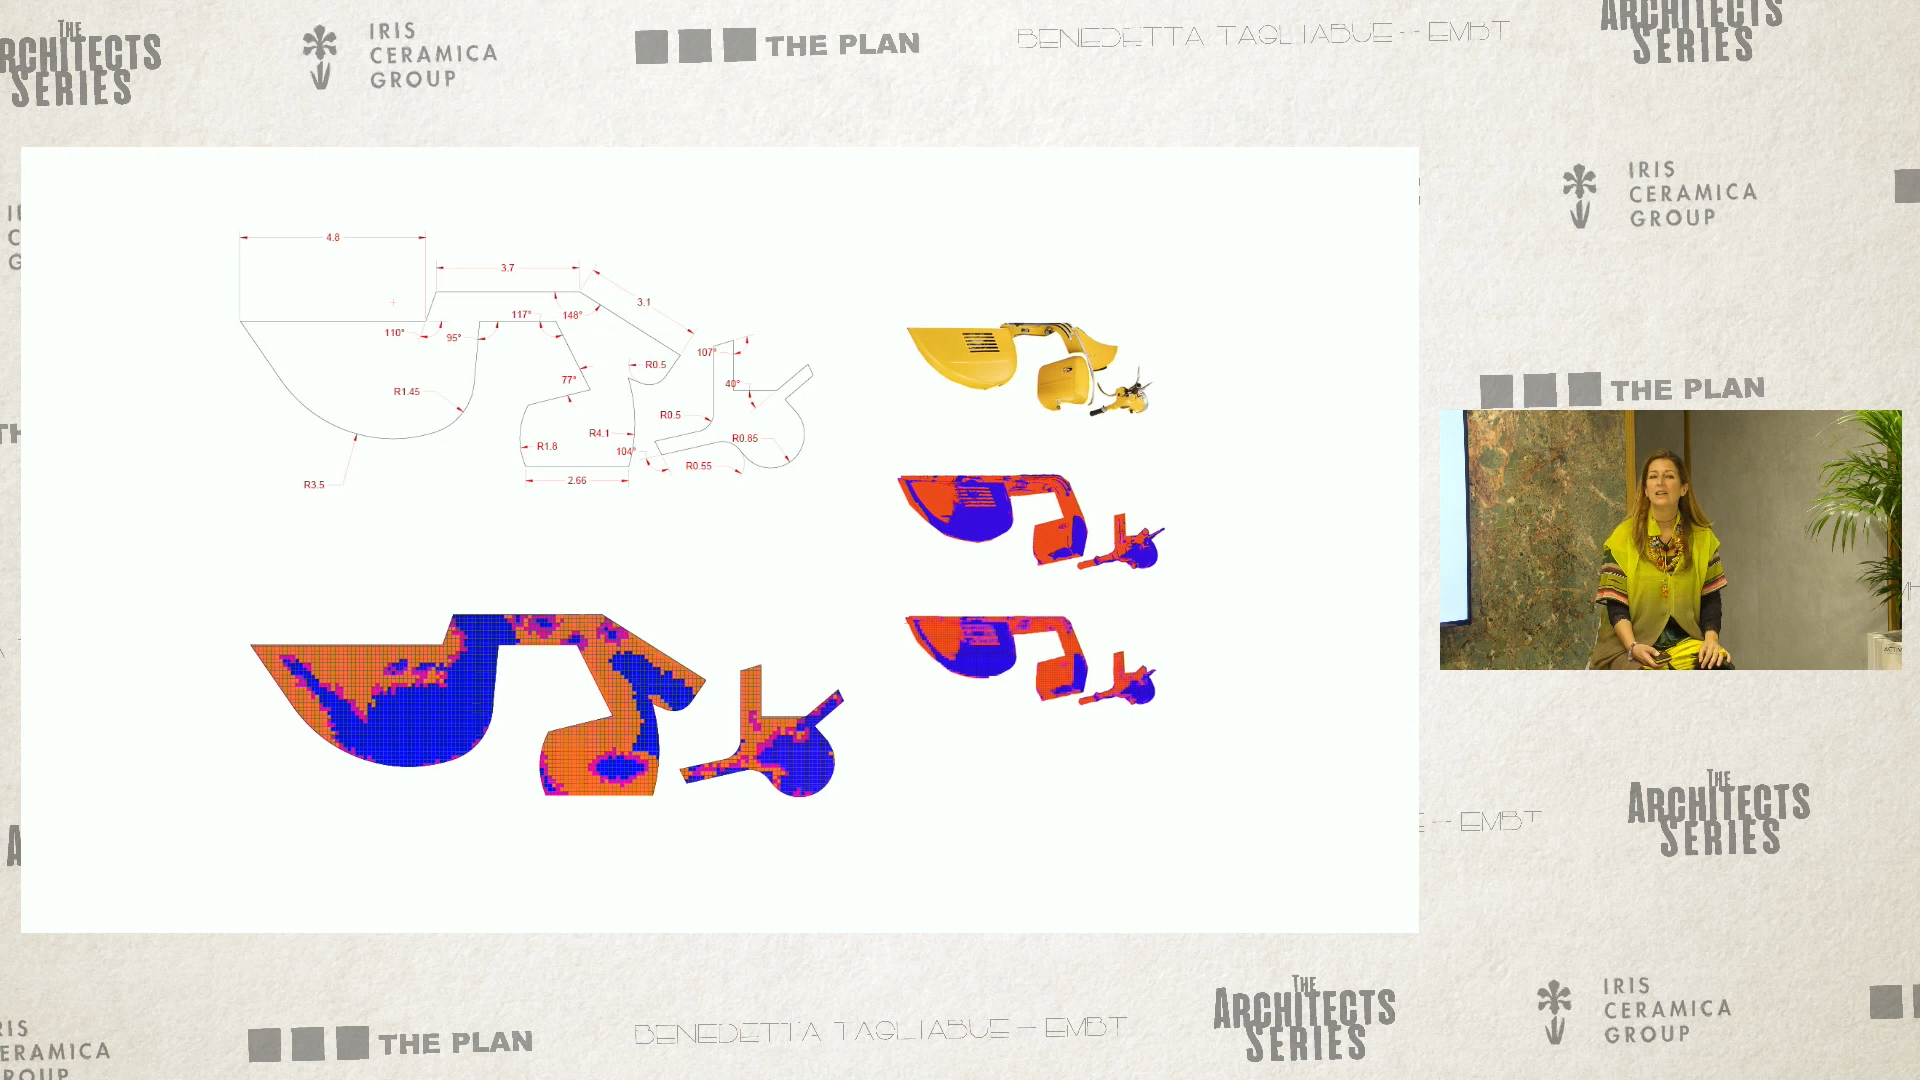 THE
ARCHITECTS
SERIES
IRIS
CERAMICA
GROUP
THE PLAN
BENEDETTA TAGLIABUE -- EMBT
ARCHITECTS
SERIES
IRIS
CERAMICA
GROUP
4.8
3.7
3.1
117°
148°
110°
95°
107°
R0.5
77°
40°
R1.45
R0.5
R4.1
R1.8
R0.85
104°
R0.55
2.66
R3.5
THE PLAN
-- EMBT
THE
ARCHITECTS
SERIES
THE
ARCHITECTS
SERIES
IRIS
CERAMICA
GROUP
THE PLAN
BENEDETTA TAGLIABUE -- EMBT